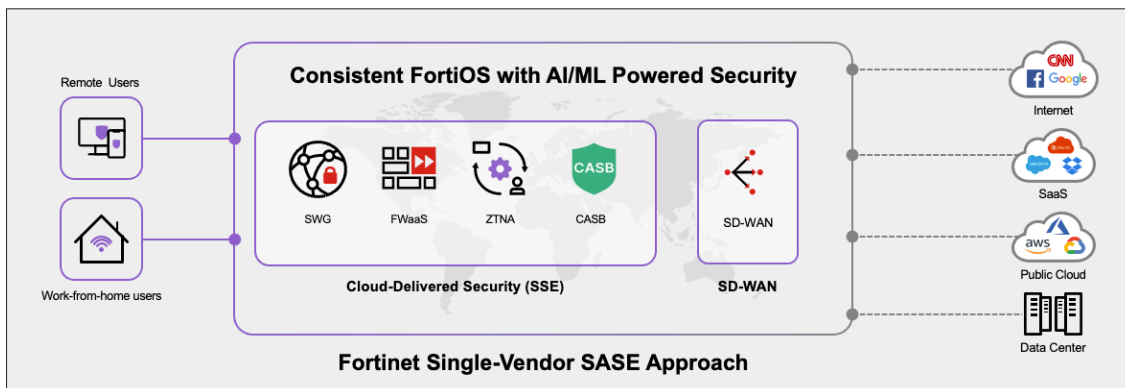 Consistent FortiOS with AI/ML Powered Security
Remote Users
Work-from-home users
SWG
FWaaS
ZTNA
CASB
CASB
Cloud-Delivered Security (SSE)
SD-WAN
SD-WAN
CNN
Google
Internet
salesforce
SaaS
aws
Public Cloud
Data Center
Fortinet Single-Vendor SASE Approach